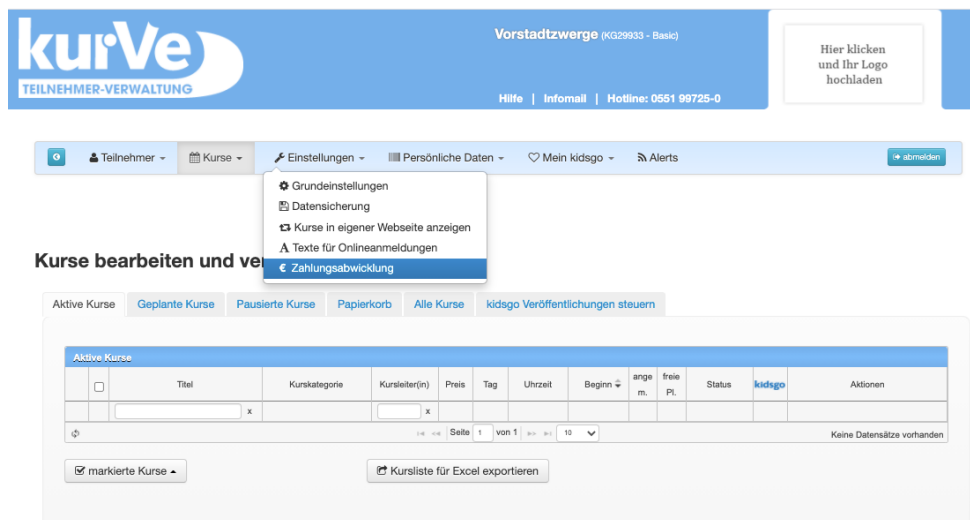 kurVe
TEILNEHMER-VERWALTUNG
Vorstadtzwerge (KG29933 - Basic)
Hilfe | Infomail | Hotline: 0551 99725-0
Hier klicken
und Ihr Logo
hochladen
Teilnehmer
Kurse
Einstellungen
Persönliche Daten
Mein kidsgo
Alerts
abmelden
Grundeinstellungen
Datensicherung
Kurse in eigener Webseite anzeigen
Texte für Onlineanmeldungen
€ Zahlungsabwicklung
Kurse bearbeiten und ve
Aktive Kurse
Geplante Kurse
Pausierte Kurse
Papierkorb
Alle Kurse
kidsgo Veröffentlichungen steuern
Aktive Kurse
Titel
Kurskategorie
Kursleiter(in)
Preis
Tag
Uhrzeit
Beginn
ange
m.
freie
Pl.
Status
kidsgo
Aktionen
x
x
Seite 1 von 1
10
Keine Datensätze vorhanden
markierte Kurse
Kursliste für Excel exportieren